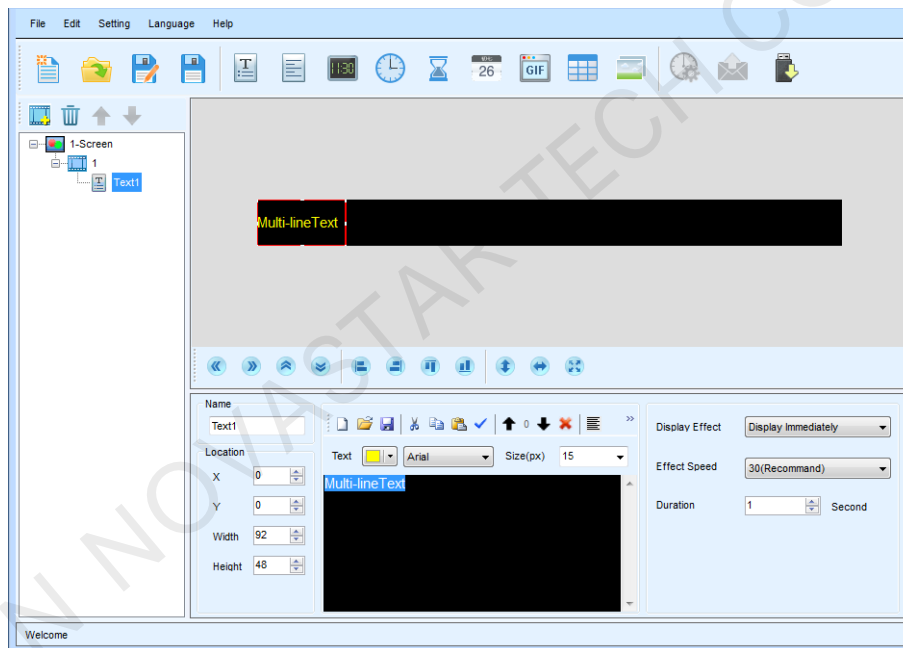 File Edit Setting Language Help
T 11:30 MON 26 GIF
1-Screen
1
T Text1
Multi-lineText
Name
Text1
Location
X 0
Y 0
Width 92
Height 48
0
Text Arial Size(px) 15
Multi-lineText
Display Effect Display Immediately
Effect Speed 30(Recommand)
Duration 1 Second
Welcome
N NOVASTAR TECH CO